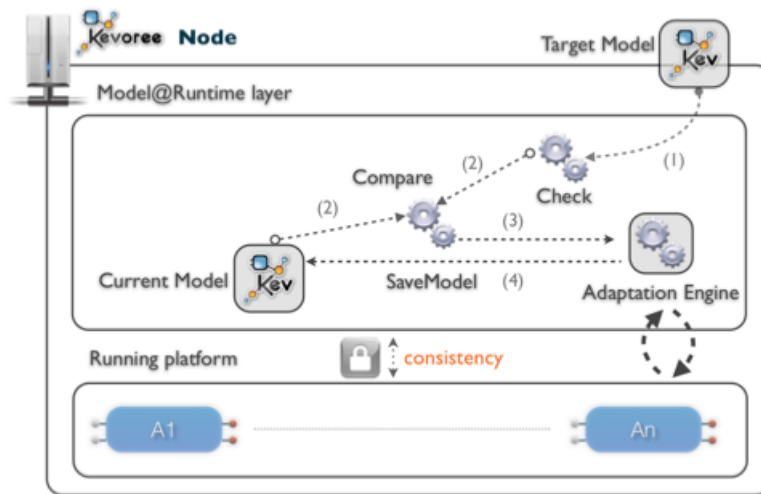 Kevoree Node
Target Model
Kev
Model@Runtime layer
(1)
(2)
Check
Compare
(2)
(3)
Current Model
Kev
SaveModel
(4)
Adaptation Engine
Running platform
consistency
A1
An